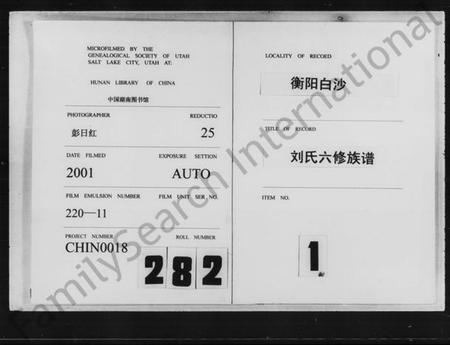 MICROFILMED BY THE
GENEALOGICAL SOCIETY OF UTAH
SALT LAKE CITY, UTAH AT:
HUNAN LIBRARY OF CHINA
中国湖南图书馆
PHOTOGRAPHER REDUCTIO
彭日红 25
DATE FILMED EXPOSURE SETTION
2001 AUTO
FILM EMULSION NUMBER FILM UNIT SER NO.
220—11
PROJECT NUMBER ROLL NUMBER
CHIN0018 282
LOCALITY OF RECORD
衡阳白沙
TITLE OF RECORD
刘氏六修族谱
ITEM NO.
1
FamilySearch International